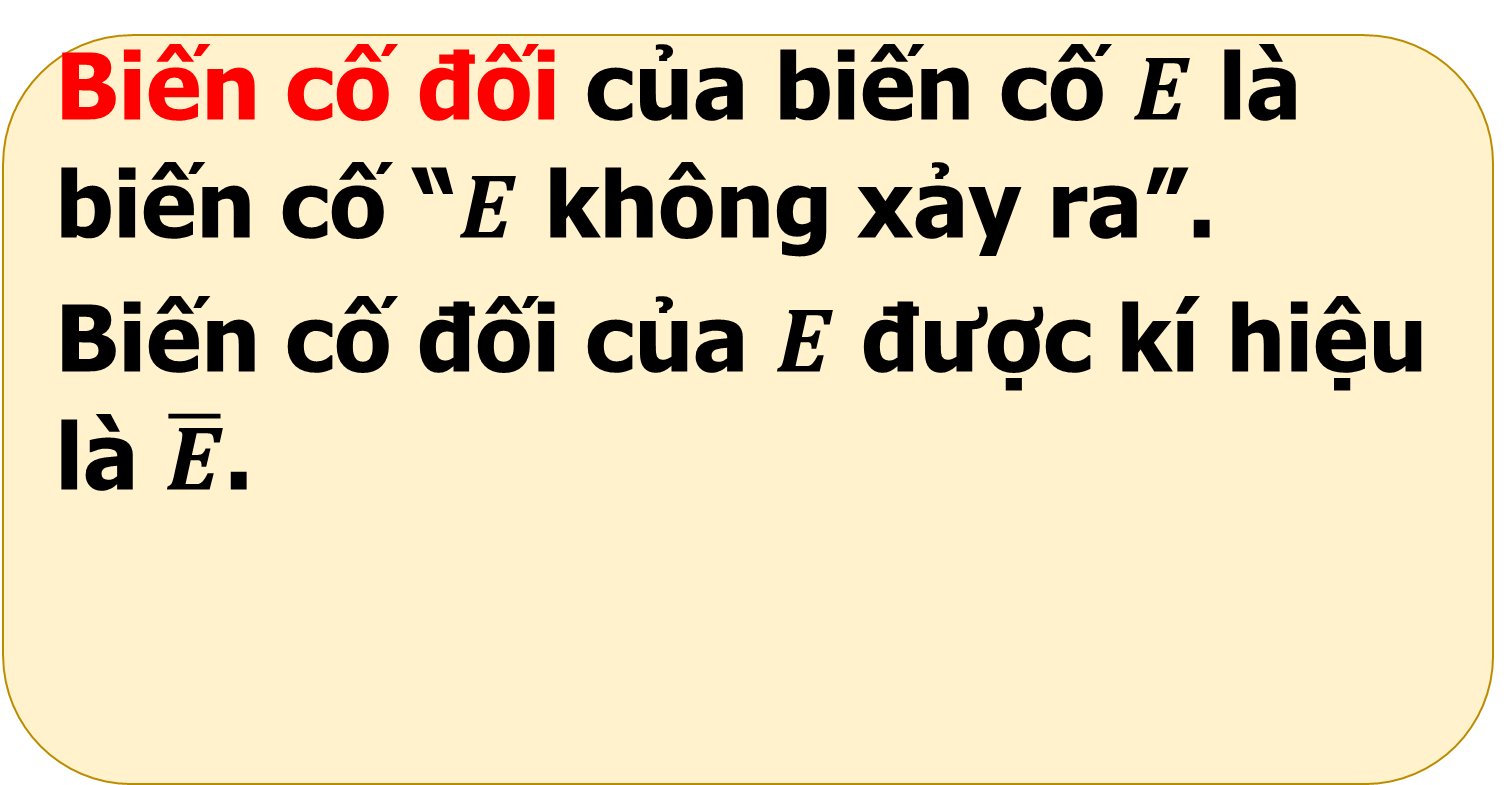 Biến cố đối của biến cố 𝑬 là
biến cố “𝑬 không xảy ra”.
Biến cố đối của 𝑬 được kí hiệu
là 𝑬̅.